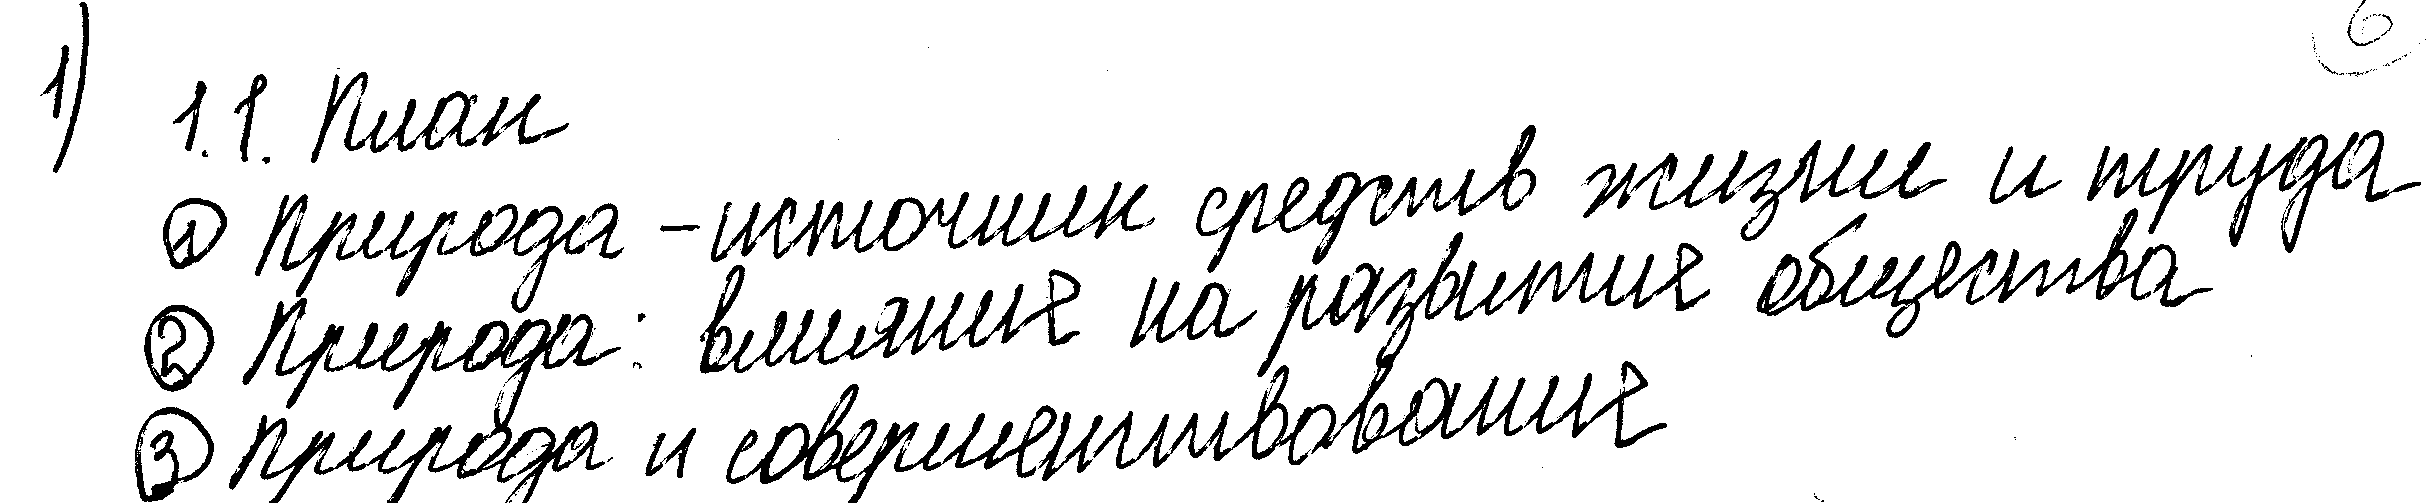 6
1) 1.1. План
① Природа - источник средств жизни и труда
② Природа: влияние на развитие общества
③ Природа и совершенствование